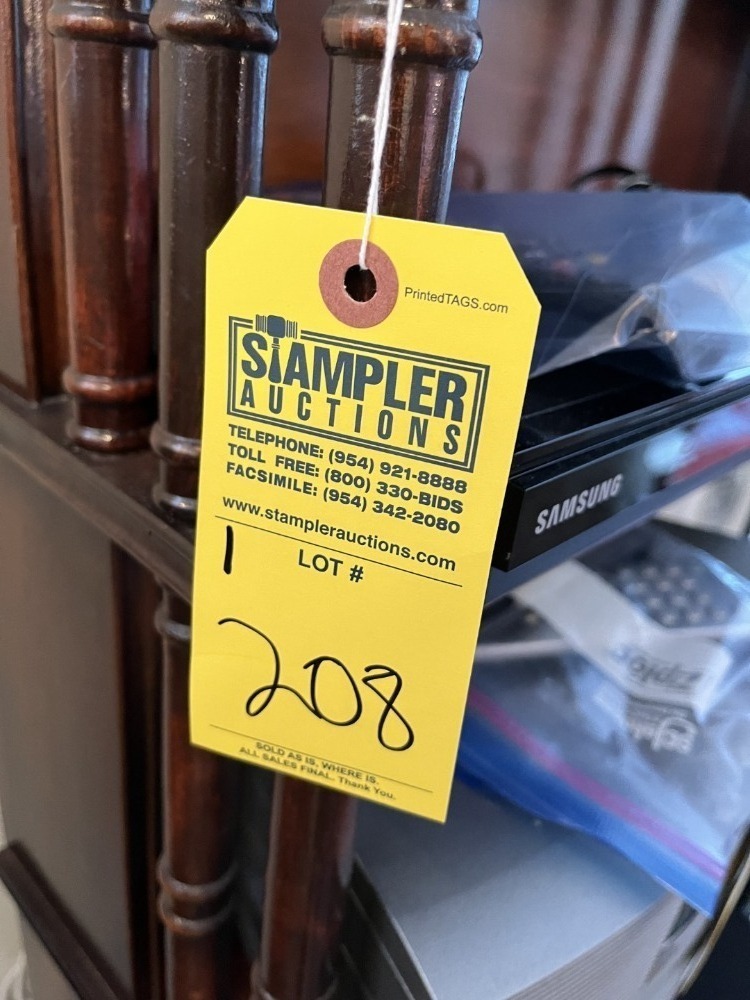 PrintedTAGS.com
STAMPLER
AUCTIONS
TELEPHONE: (954) 921-8888
TOLL FREE: (800) 330-BIDS
FACSIMILE: (954) 342-2080
www.stamplerauctions.com
1 LOT #
208
SOLD AS IS, WHERE IS.
ALL SALES FINAL. Thank You.
SAMSUNG